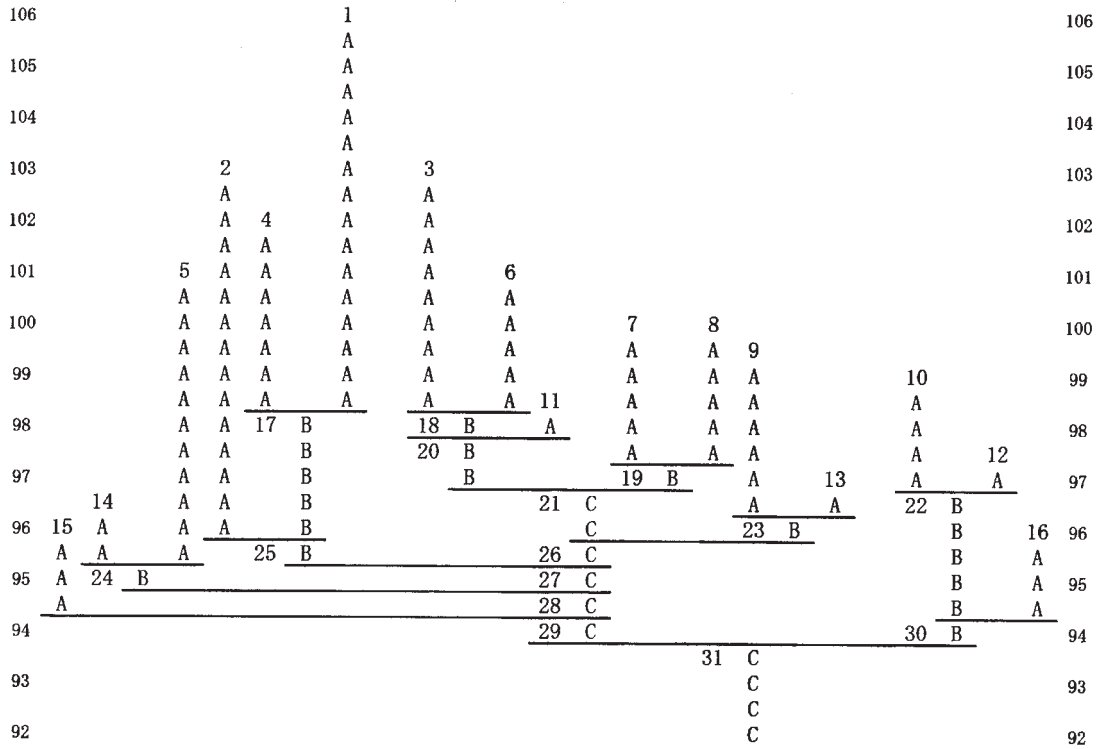 106 1 106
A
105 A 105
A
104 A 104
A
103 2 A 3 103
A A A
102 A 4 A A 102
A A A A
101 5 A A A A 6 101
A A A A A A
100 A A A A A A 7 8 100
A A A A A A A A 9
99 A A A A A A A A A 10 99
A A A A A A 11 A A A A
98 A A 17 B 18 B A A A A A 98
A A B 20 B A A A A 12
97 A A B B 19 B A 13 A A 97
14 A A B 21 C A A 22 B
96 15 A A A B C 23 B B 16 96
A A A 25 B 26 C B A
95 A 24 B 27 C B A 95
A 28 C B A
94 29 C 30 B 94
31 C
93 C 93
C
92 C 92